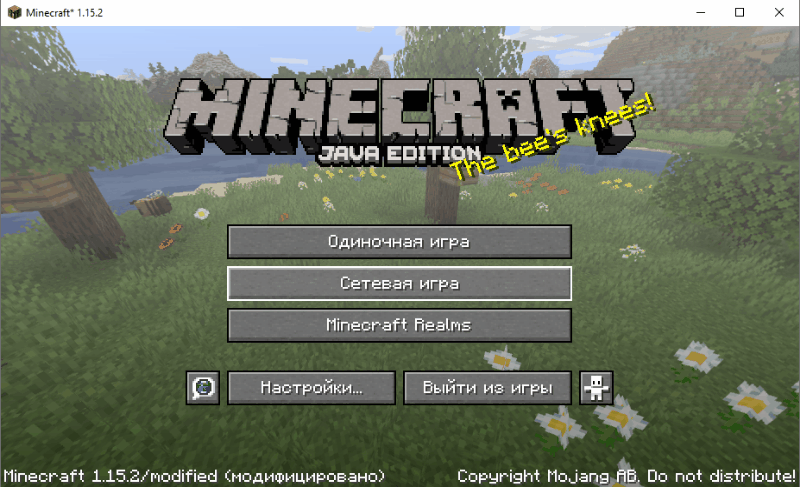 Minecraft* 1.15.2
MINECRAFT
JAVA EDITION
The bee's knees!
Одиночная игра
Сетевая игра
Minecraft Realms
Настройки...
Выйти из игры
Minecraft 1.15.2/modified (модифицировано)
Copyright Mojang AB. Do not distribute!